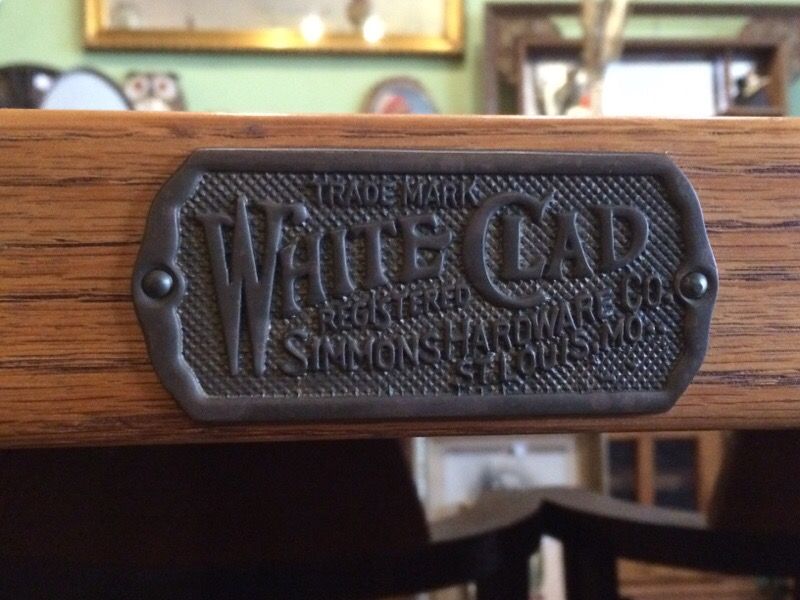 TRADE MARK
WHITE CLAD
REGISTERED
SIMMONS HARDWARE CO.
ST. LOUIS, MO.